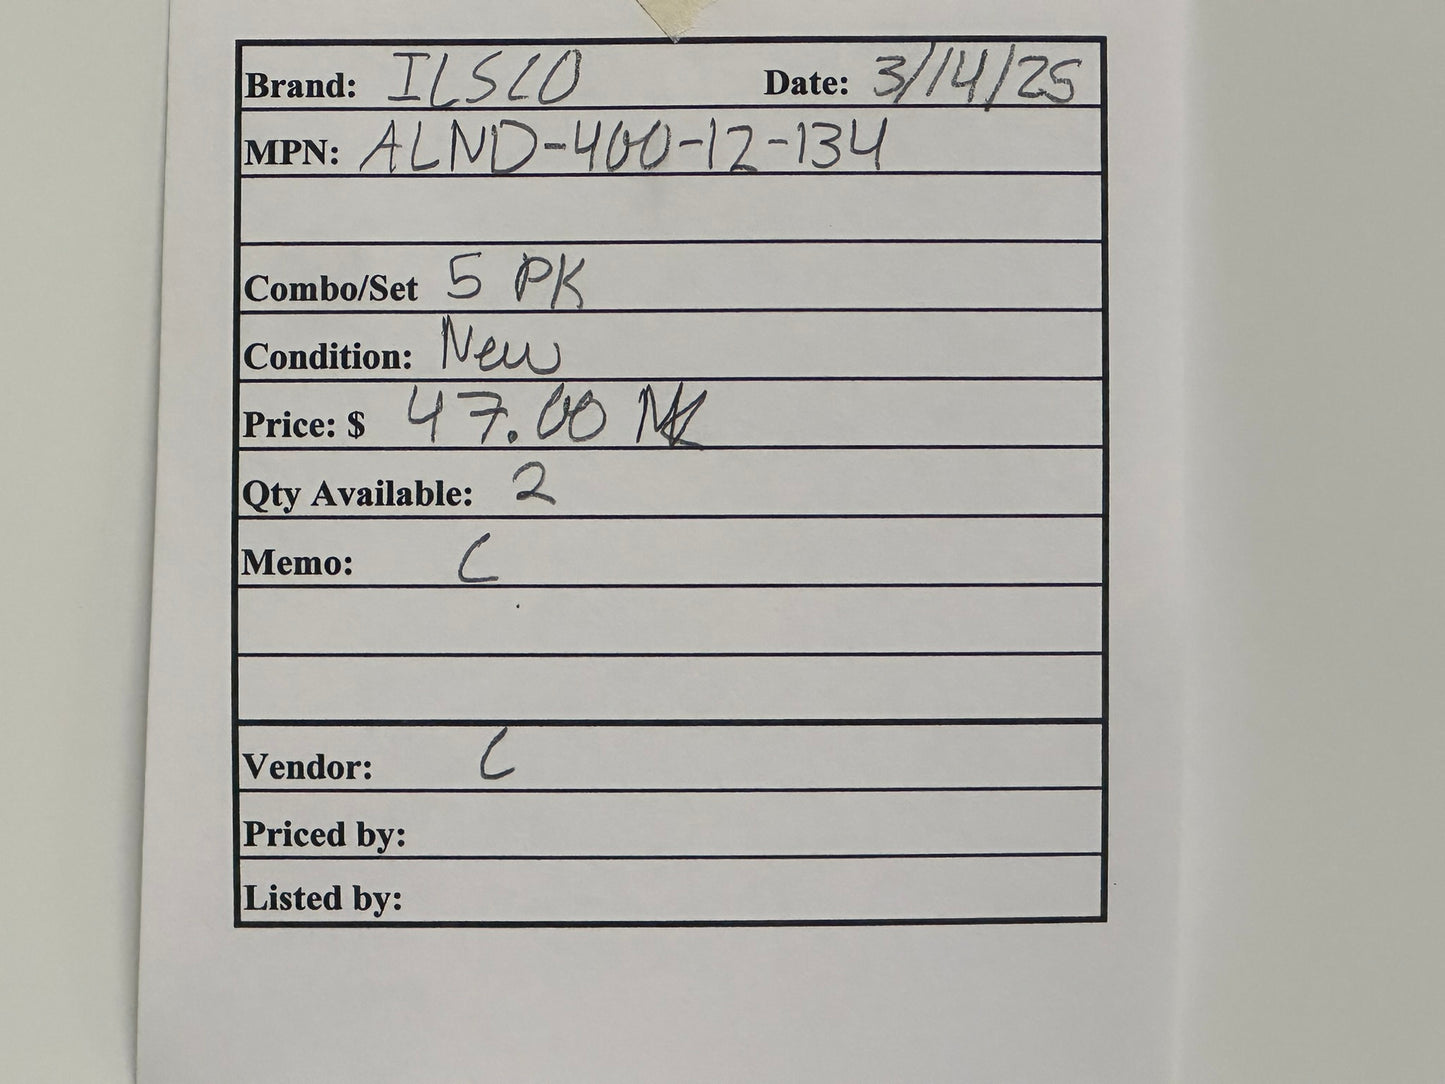 Brand: ILSCO Date: 3/14/25
MPN: ALND-400-12-134
Combo/Set 5 PK
Condition: New
Price: $ 47.00
Qty Available: 2
Memo: C
Vendor: C
Priced by:
Listed by: